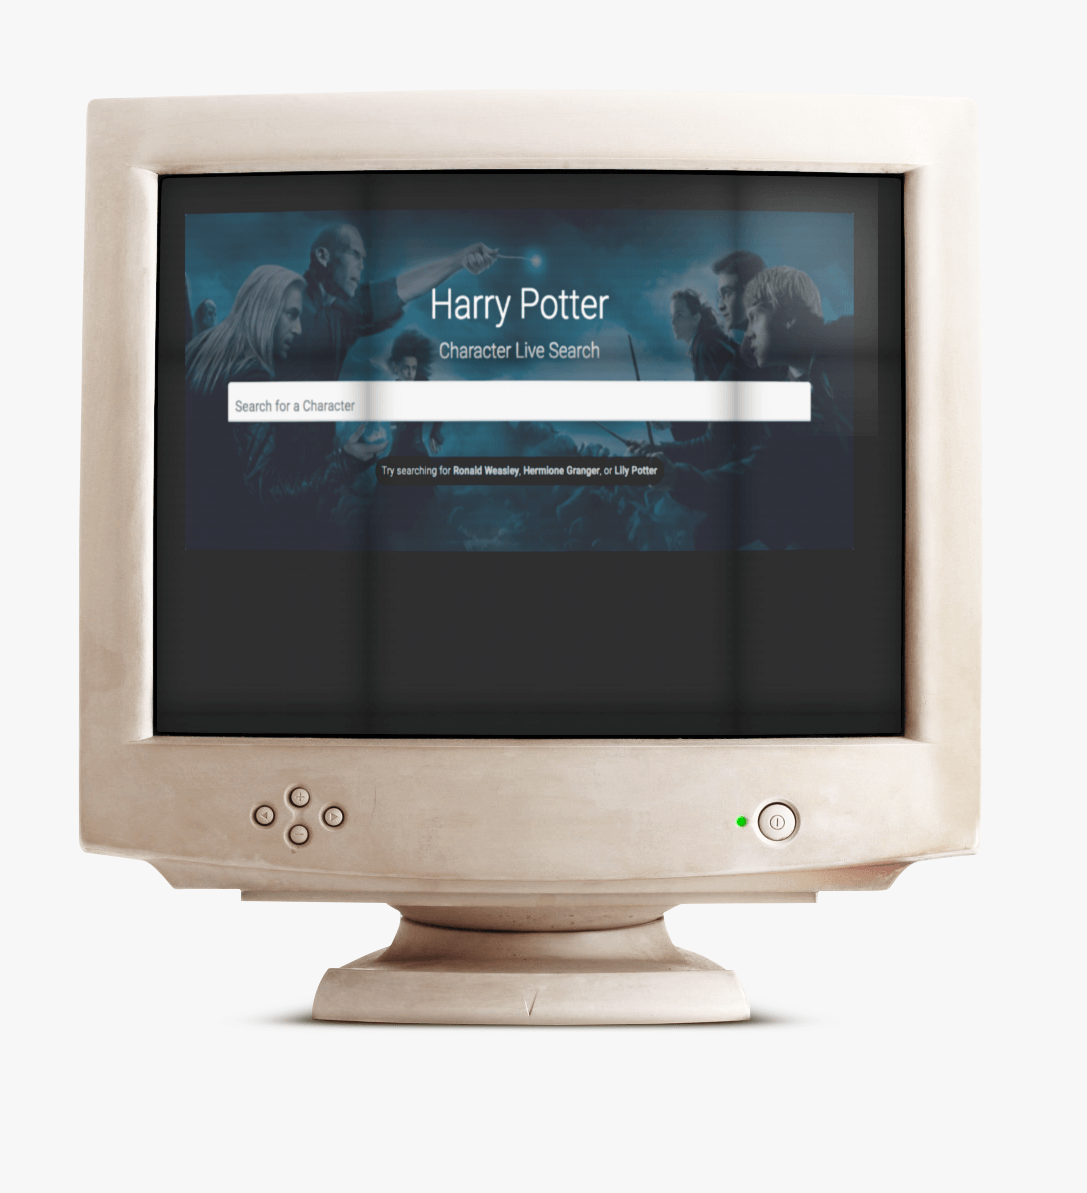 Harry Potter
Character Live Search
Search for a Character
Try searching for Ronald Weasley, Hermione Granger, or Lily Potter